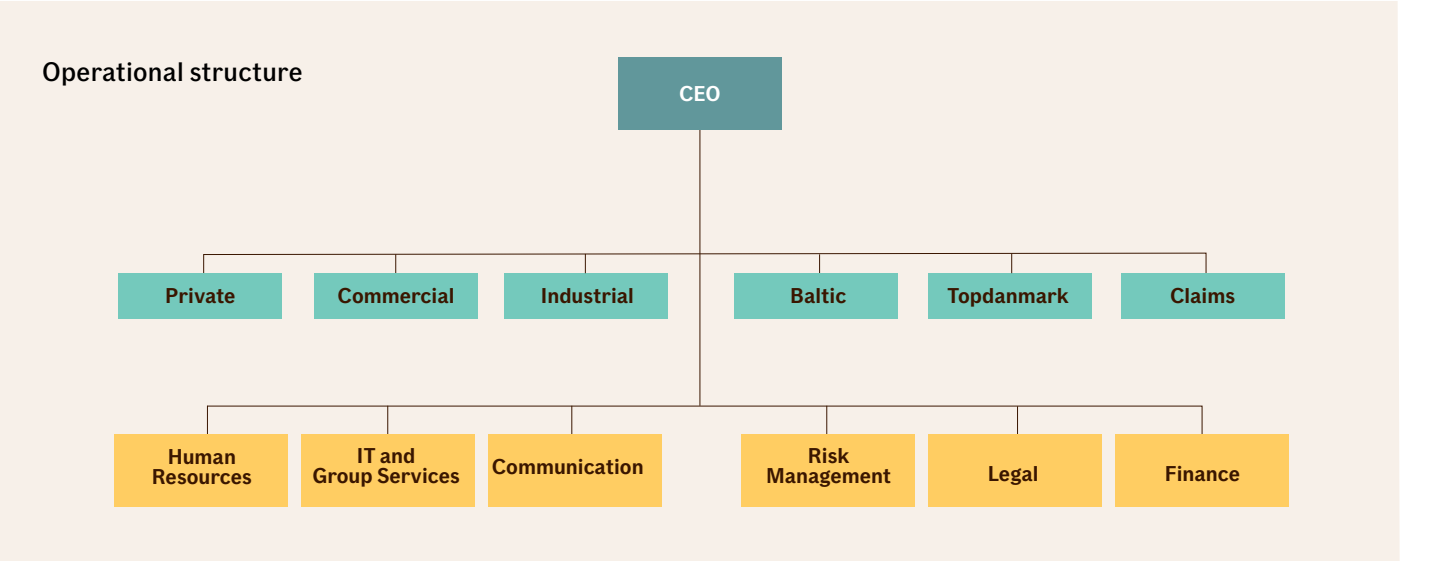 Operational structure
CEO
Private
Commercial
Industrial
Baltic
Topdanmark
Claims
Human
Resources
IT and
Group Services
Communication
Risk
Management
Legal
Finance